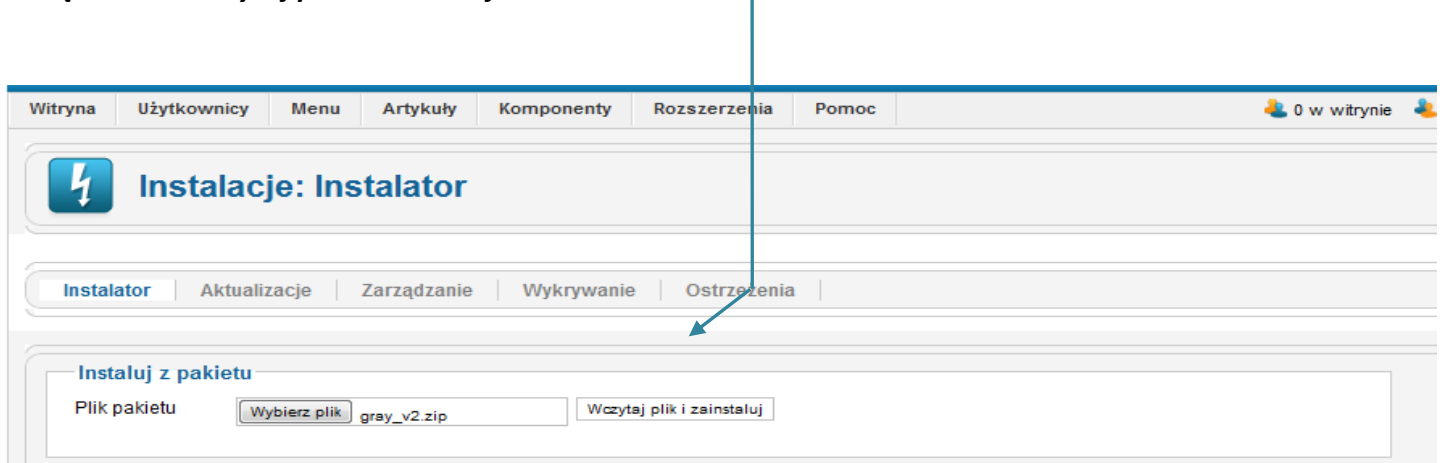 Witryna Użytkownicy Menu Artykuły Komponenty Rozszerzenia Pomoc 0 w witrynie
Instalacje: Instalator
Instalator Aktualizacje Zarządzanie Wykrywanie Ostrzeżenia
Instaluj z pakietu
Plik pakietu Wybierz plik gray_v2.zip Wczytaj plik i zainstaluj